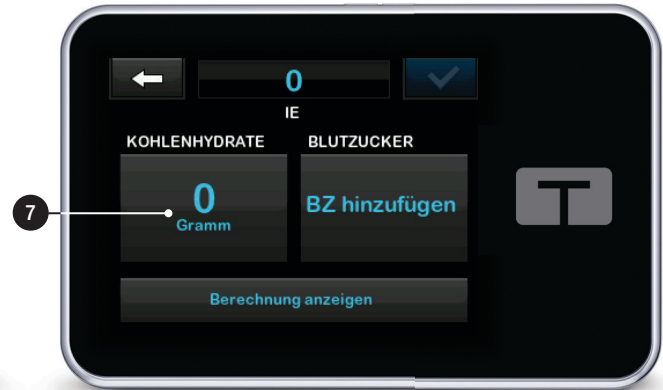 0
IE
KOHLENHYDRATE BLUTZUCKER
0
Gramm
BZ hinzufügen
7
Berechnung anzeigen